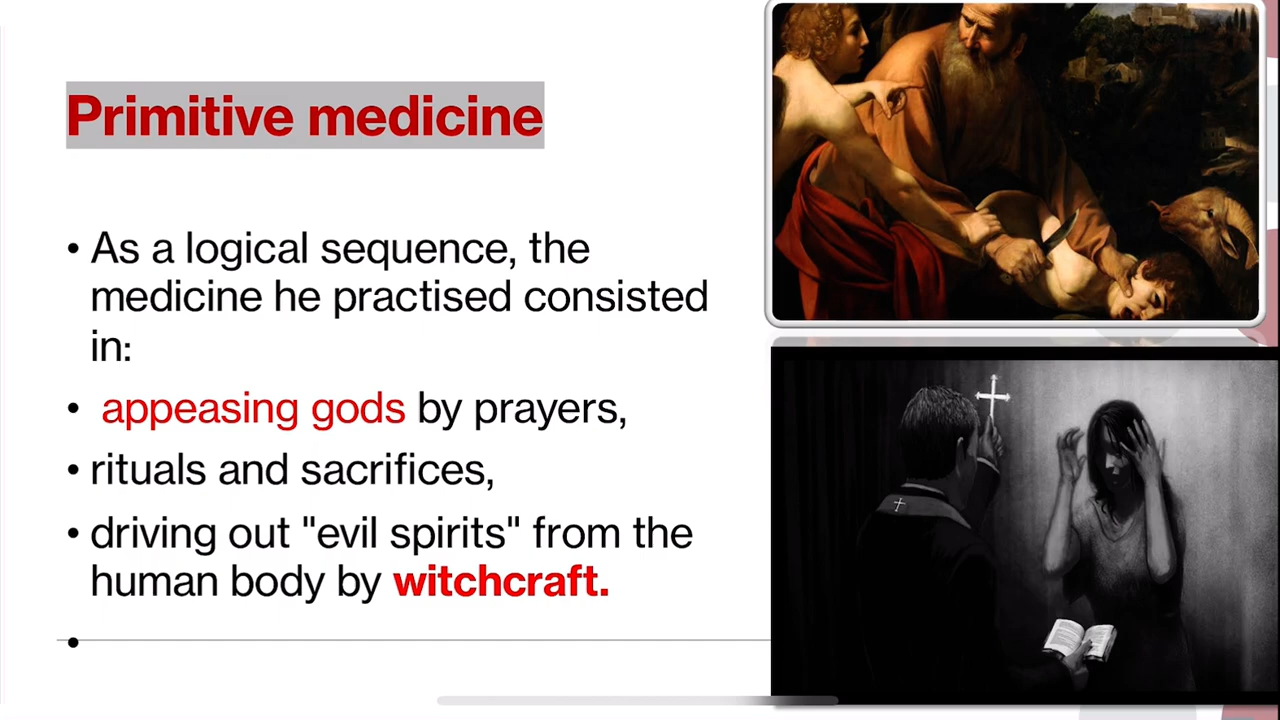 Primitive medicine
• As a logical sequence, the
medicine he practised consisted
in:
• appeasing gods by prayers,
• rituals and sacrifices,
• driving out "evil spirits" from the
human body by witchcraft.
•